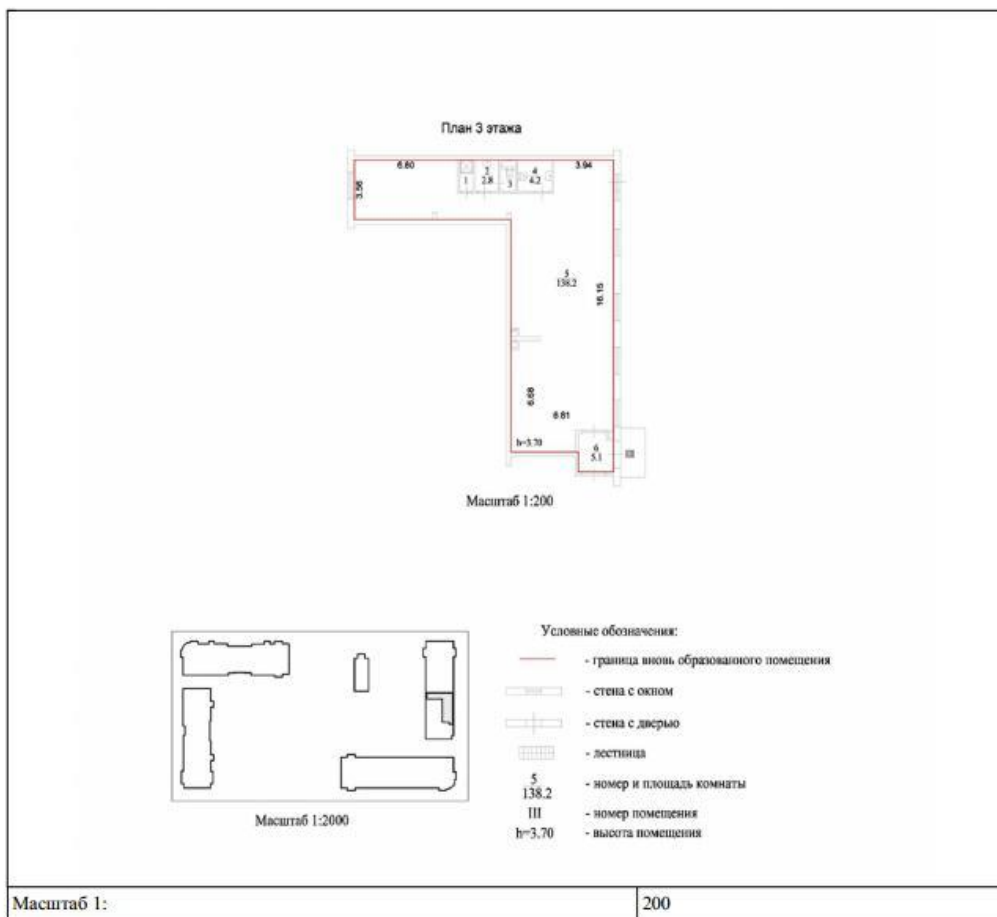 План 3 этажа
6.80
3.94
3.56
1
2
2.8
3
4
4.2
5
138.2
16.15
6.68
6.81
h=3.70
6
5.1
Масштаб 1:200
Условные обозначения:
- граница вновь образованного помещения
- стена с окном
- стена с дверью
- лестница
5
138.2
- номер и площадь комнаты
III
- номер помещения
h=3.70
- высота помещения
Масштаб 1:2000
Масштаб 1:
200